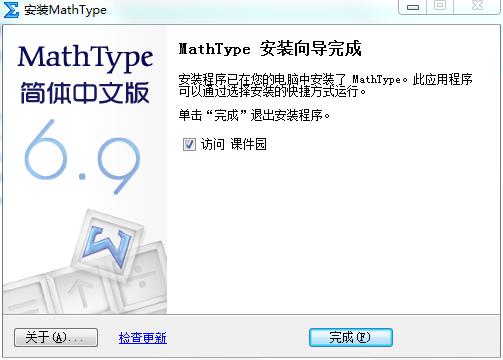 安装MathType
MathType
简体中文版
6.9
MathType 安装向导完成
安装程序已在您的电脑中安装了 MathType。此应用程序
可以通过选择安装的快捷方式运行。
单击“完成”退出安装程序。
访问 课件园
关于(A)...
检查更新
完成(F)